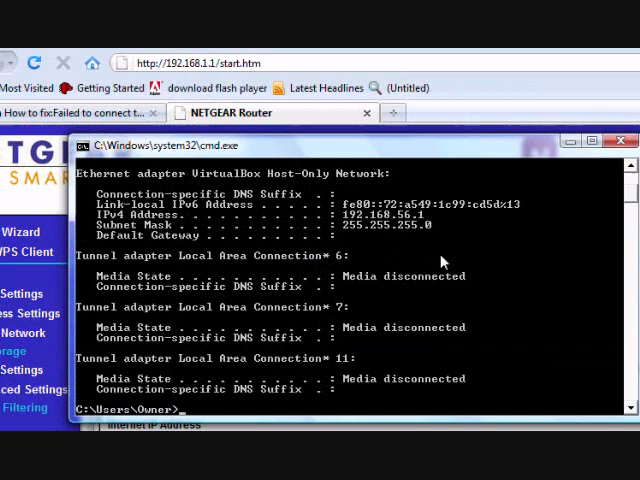 http://192.168.1.1/start.htm
Most Visited Getting Started download flash player Latest Headlines (Untitled)
How to fix:Failed to connect t... NETGEAR Router
C:\Windows\system32\cmd.exe
TG
SMAR
Ethernet adapter VirtualBox Host-Only Network:
Connection-specific DNS Suffix . :
Link-local IPv6 Address . . . . . : fe80::72:a549:1c99:cd5d%13
IPv4 Address. . . . . . . . . . . : 192.168.56.1
Subnet Mask . . . . . . . . . . . : 255.255.255.0
Default Gateway . . . . . . . . . :
Tunnel adapter Local Area Connection* 6:
Media State . . . . . . . . . . . : Media disconnected
Connection-specific DNS Suffix . :
Tunnel adapter Local Area Connection* 7:
Media State . . . . . . . . . . . : Media disconnected
Connection-specific DNS Suffix . :
Tunnel adapter Local Area Connection* 11:
Media State . . . . . . . . . . . : Media disconnected
Connection-specific DNS Suffix . :
C:\Users\Owner>_
Wizard
WPS Client
Settings
ess Settings
Network
orage
Settings
nced Settings
Filtering
Internet IP Address